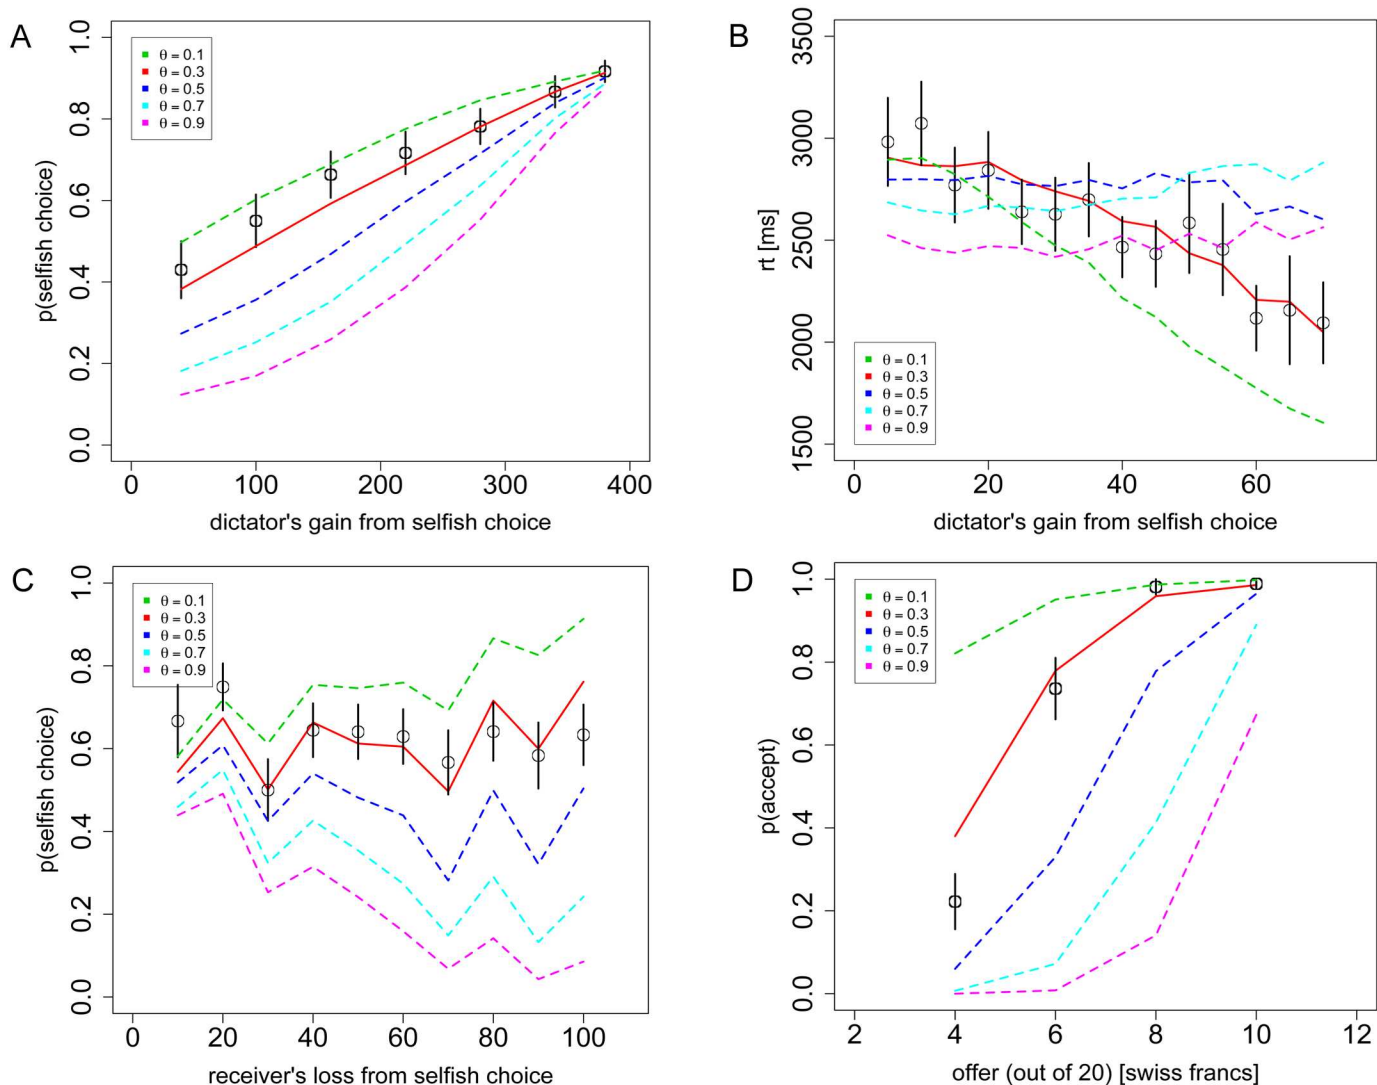 A
1.0
0.8
0.6
0.4
0.2
0.0
p(selfish choice)
θ = 0.1
θ = 0.3
θ = 0.5
θ = 0.7
θ = 0.9
0 100 200 300 400
dictator's gain from selfish choice
B
3500
3000
2500
2000
1500
rt [ms]
θ = 0.1
θ = 0.3
θ = 0.5
θ = 0.7
θ = 0.9
0 20 40 60
dictator's gain from selfish choice
C
1.0
0.8
0.6
0.4
0.2
0.0
p(selfish choice)
θ = 0.1
θ = 0.3
θ = 0.5
θ = 0.7
θ = 0.9
0 20 40 60 80 100
receiver's loss from selfish choice
D
1.0
0.8
0.6
0.4
0.2
0.0
p(accept)
θ = 0.1
θ = 0.3
θ = 0.5
θ = 0.7
θ = 0.9
2 4 6 8 10 12
offer (out of 20) [swiss francs]